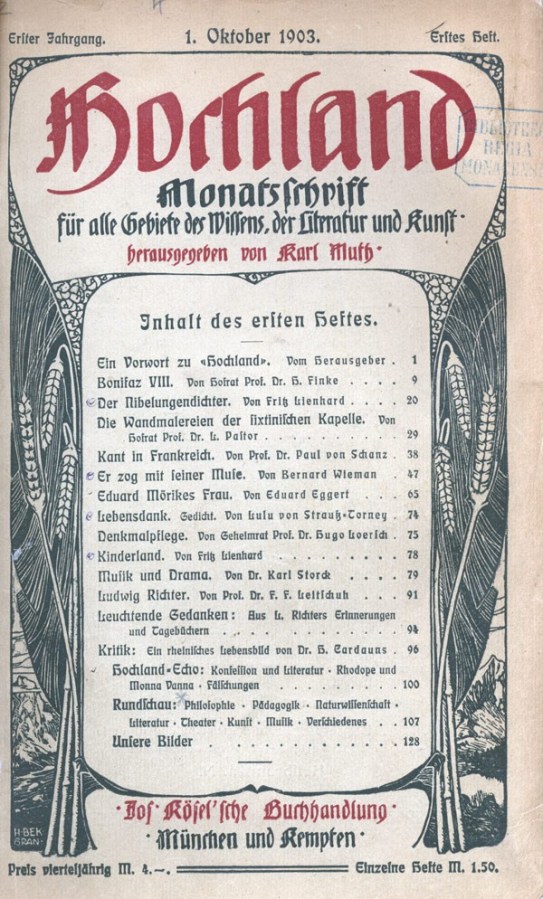 Erster Jahrgang. 1. Oktober 1903. Erstes Heft.
Hochland
Monatsschrift
für alle Gebiete des Wissens, der Literatur und Kunst ·
herausgegeben von Karl Muth ·
BIBLIOTHECA
REGIA
MONACENSIS
Inhalt des ersten Heftes.
Ein Vorwort zu «Hochland». Vom Herausgeber . 1
Bonifaz VIII. Von Hofrat Prof. Dr. H. Finke . . . . 9
Der Nibelungendichter. Von Fritz Lienhard . . . . 20
Die Wandmalereien der sixtinischen Kapelle. Von
Hofrat Prof. Dr. L. Pastor . . . . . . . . . . 29
Kant in Frankreich. Von Prof. Dr. Paul von Schanz . 38
Er zog mit seiner Muse. Von Bernard Wieman . 47
Eduard Mörikes Frau. Von Eduard Eggert . . . 65
Lebensdank. Gedicht. Von Lulu von Strauß-Torney . 74
Denkmalpflege. Von Geheimrat Prof. Dr. Hugo Loersch . 75
Kinderland. Von Fritz Lienhard . . . . . . . 78
Musik und Drama. Von Dr. Karl Storck . . . . 79
Ludwig Richter. Von Prof. Dr. F. F. Leitschuh . . . 91
Leuchtende Gedanken: Aus L. Richters Erinnerungen
und Tagebüchern . . . . . . . . . . . . 94
Kritik: Ein rheinisches Lebensbild von Dr. H. Cardauns . 96
Hochland-Echo: Konfession und Literatur · Rhodope und
Monna Vanna · Fälschungen . . . . . . . . . 100
Rundschau: Philosophie · Pädagogik · Naturwissenschaft ·
Literatur · Theater · Kunst · Musik · Verschiedenes . . 107
Unsere Bilder . . . . . . . . . . . . . . 128
· Jos. Kösel'sche Buchhandlung ·
· München und Kempten ·
H·BEK
GRAN·
Preis vierteljährig M. 4.—. Einzelne Hefte M. 1.50.